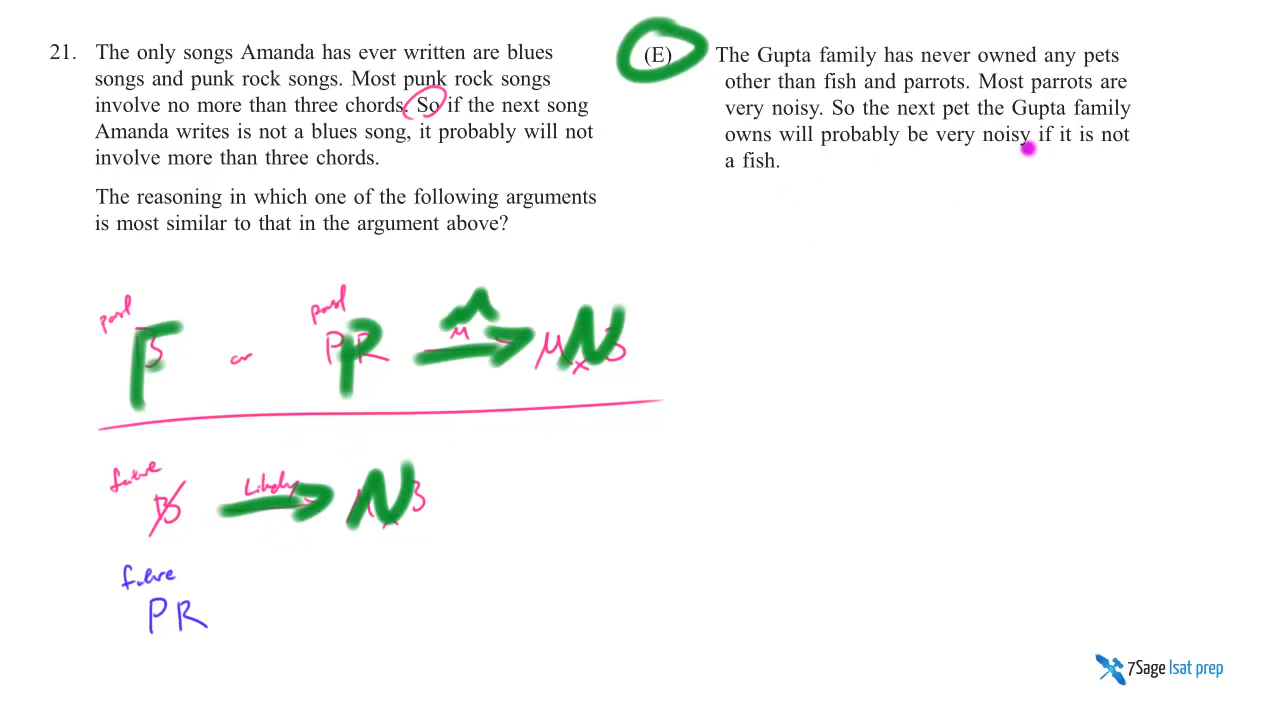 21. The only songs Amanda has ever written are blues
songs and punk rock songs. Most punk rock songs
involve no more than three chords. So if the next song
Amanda writes is not a blues song, it probably will not
involve more than three chords.
The reasoning in which one of the following arguments
is most similar to that in the argument above?
(E) The Gupta family has never owned any pets
other than fish and parrots. Most parrots are
very noisy. So the next pet the Gupta family
owns will probably be very noisy if it is not
a fish.
past past
F or P M N
future
B Likely N
future
PR
7Sage lsat prep